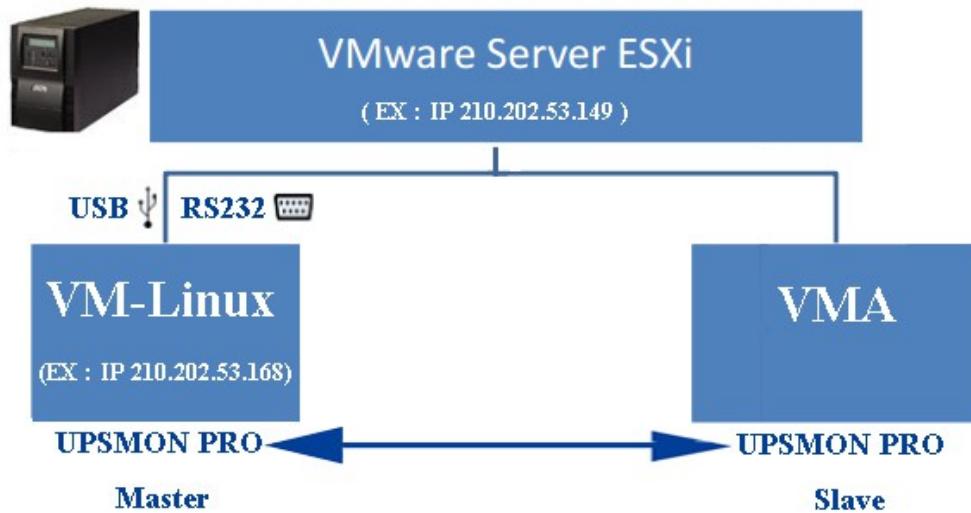 VMware Server ESXi
( EX : IP 210.202.53.149 )
USB RS232
VM-Linux
(EX : IP 210.202.53.168)
VMA
UPSMON PRO
UPSMON PRO
Master
Slave